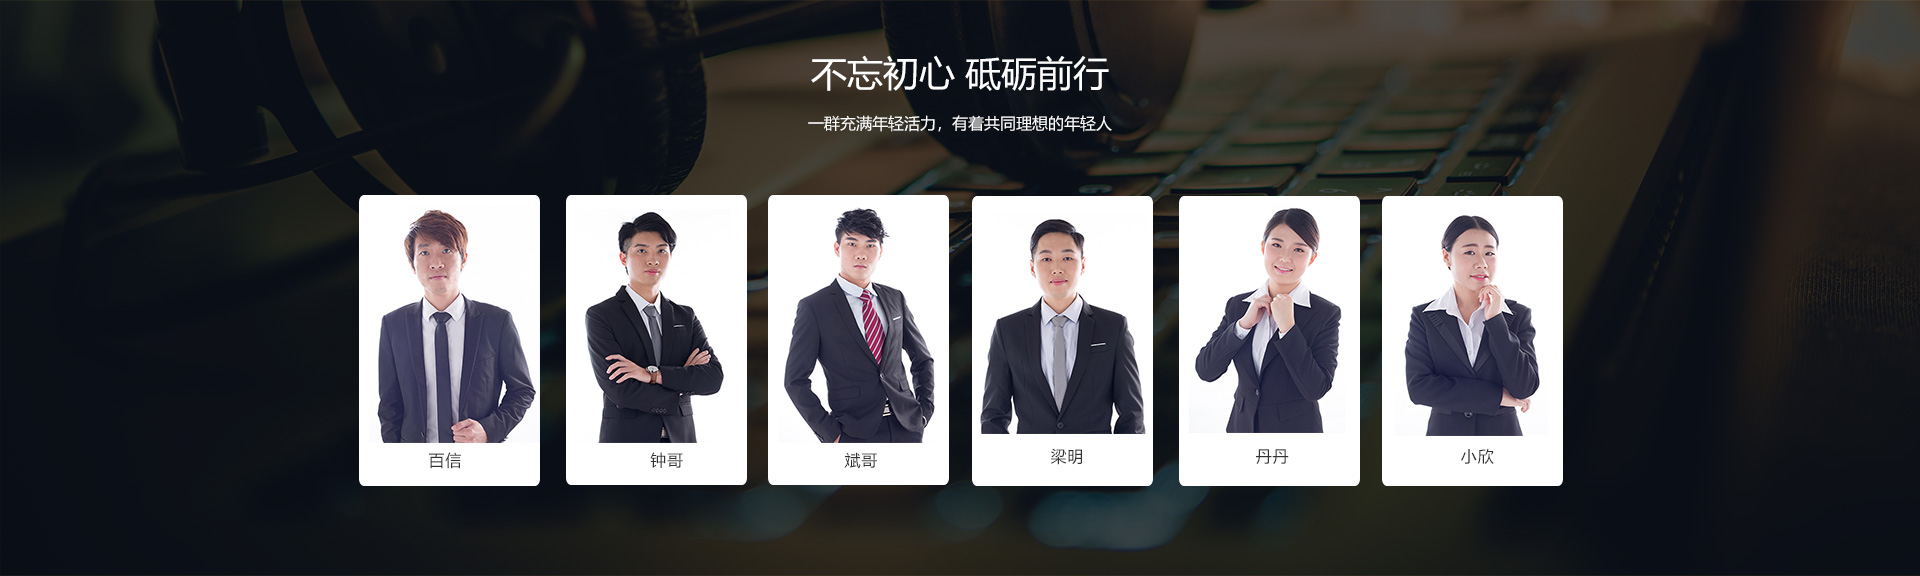 不忘初心 砥砺前行
一群充满年轻活力，有着共同理想的年轻人
百信
钟哥
斌哥
梁明
丹丹
小欣